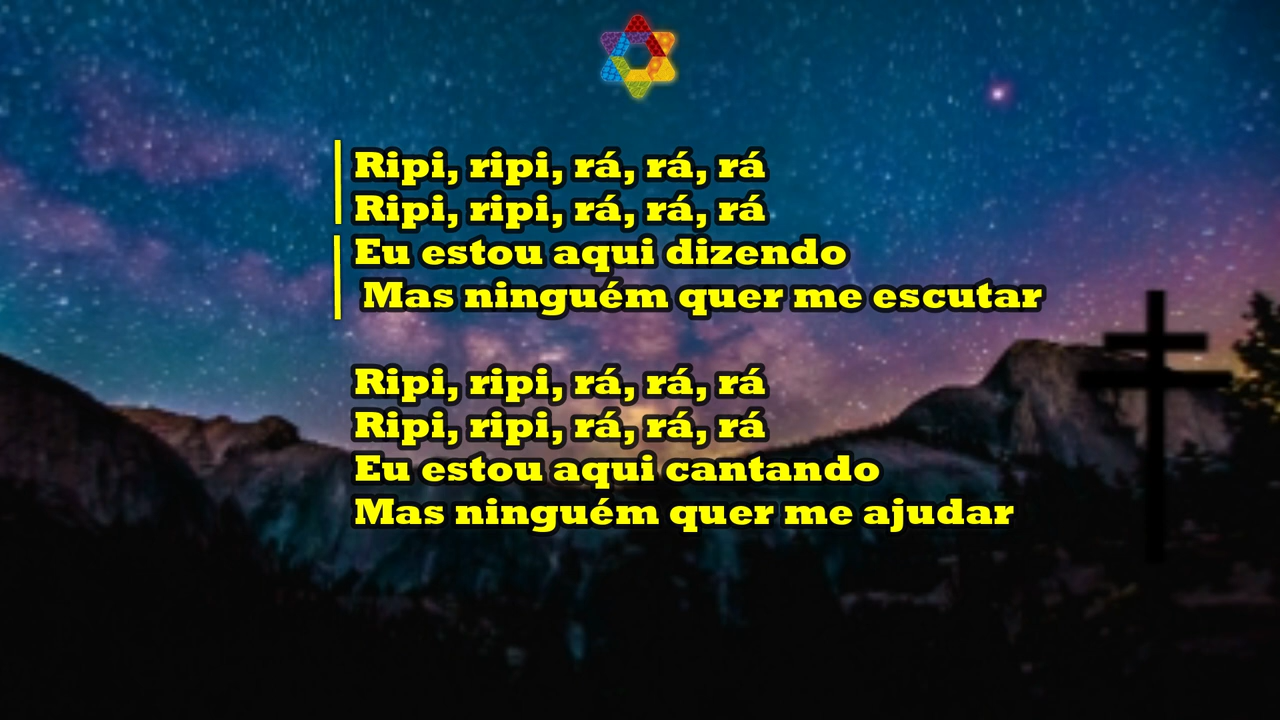 Ripi, ripi, rá, rá, rá
Ripi, ripi, rá, rá, rá
Eu estou aqui dizendo
Mas ninguém quer me escutar
Ripi, ripi, rá, rá, rá
Ripi, ripi, rá, rá, rá
Eu estou aqui cantando
Mas ninguém quer me ajudar